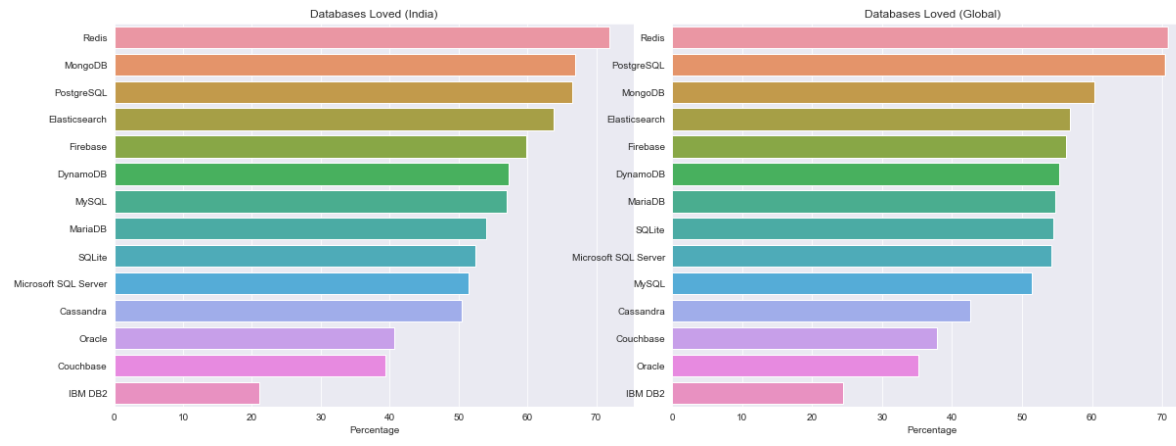 Databases Loved (India)
Redis
MongoDB
PostgreSQL
Elasticsearch
Firebase
DynamoDB
MySQL
MariaDB
SQLite
Microsoft SQL Server
Cassandra
Oracle
Couchbase
IBM DB2
0 10 20 30 40 50 60 70
Percentage
Databases Loved (Global)
Redis
PostgreSQL
MongoDB
Elasticsearch
Firebase
DynamoDB
MariaDB
SQLite
Microsoft SQL Server
MySQL
Cassandra
Couchbase
Oracle
IBM DB2
0 10 20 30 40 50 60 70
Percentage